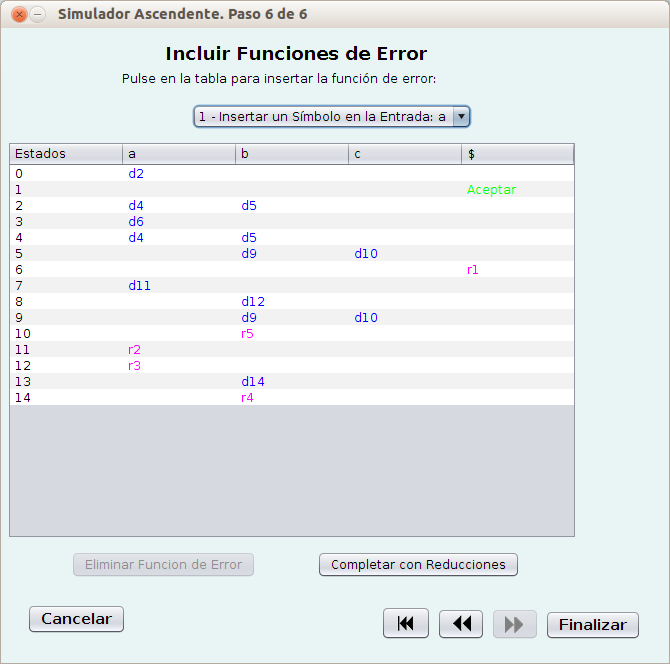 Simulador Ascendente. Paso 6 de 6
Incluir Funciones de Error
Pulse en la tabla para insertar la función de error:
1 - Insertar un Símbolo en la Entrada: a
Estados a b c $
0 d2
1 Aceptar
2 d4 d5
3 d6
4 d4 d5
5 d9 d10
6 r1
7 d11
8 d12
9 d9 d10
10 r5
11 r2
12 r3
13 d14
14 r4
Eliminar Funcion de Error Completar con Reducciones
Cancelar Finalizar